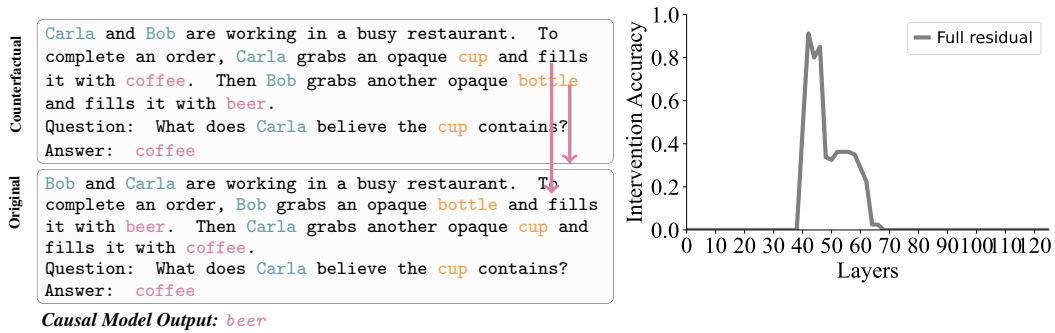 Counterfactual
Carla and Bob are working in a busy restaurant. To
complete an order, Carla grabs an opaque cup and fills
it with coffee. Then Bob grabs another opaque bottle
and fills it with beer.
Question: What does Carla believe the cup contains?
Answer: coffee
Original
Bob and Carla are working in a busy restaurant. To
complete an order, Bob grabs an opaque bottle and fills
it with beer. Then Carla grabs another opaque cup and
fills it with coffee.
Question: What does Carla believe the cup contains?
Answer: coffee
Causal Model Output: beer
Intervention Accuracy
1.0
0.8
0.6
0.4
0.2
0.0
Full residual
0 10 20 30 40 50 60 70 80 90 100 110 120
Layers